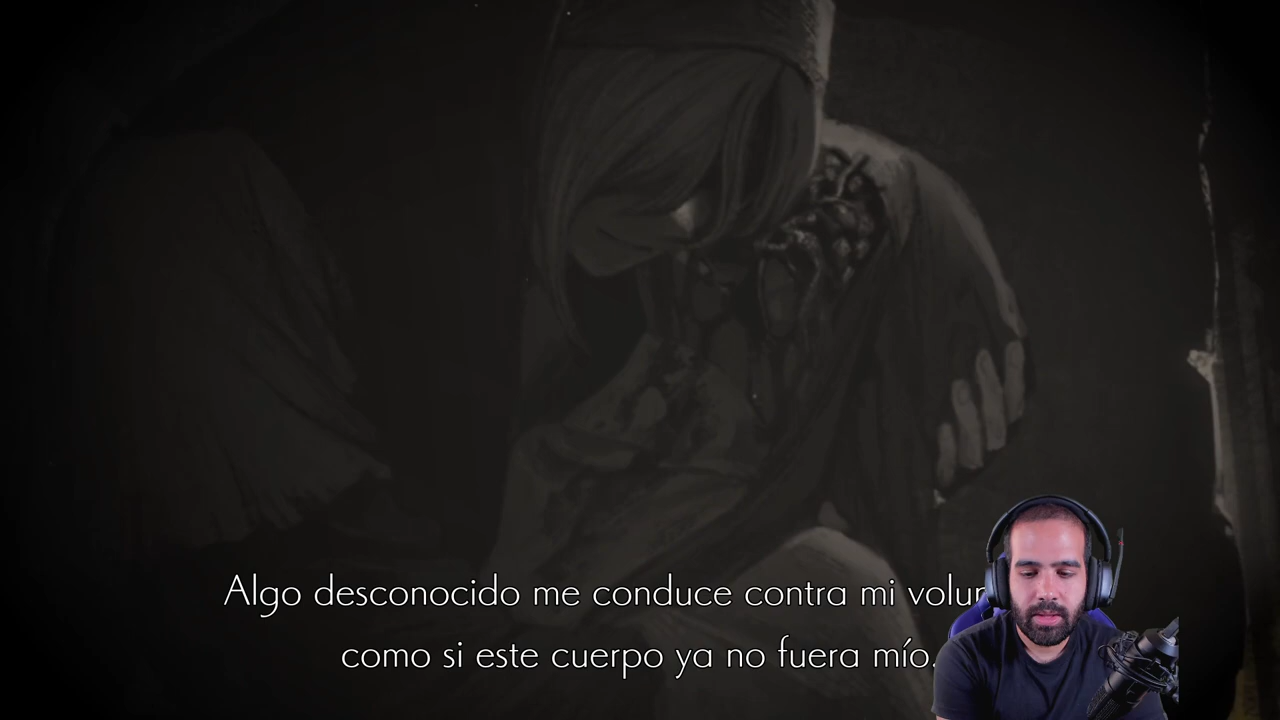 Algo desconocido me conduce contra mi
como si este cuerpo ya no fuera mío.